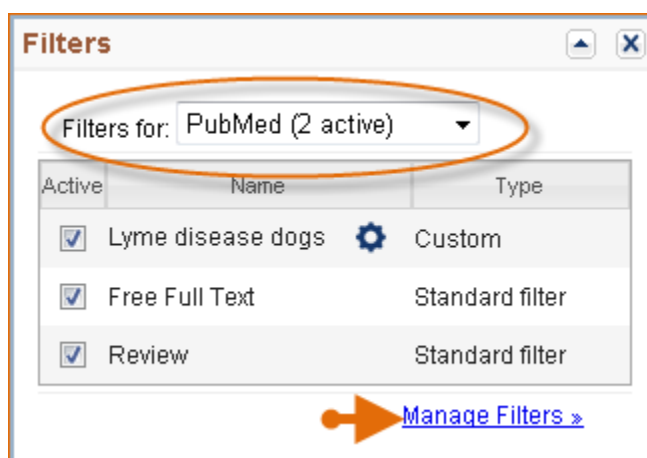 Filters
Filters for: PubMed (2 active)
Active Name Type
Lyme disease dogs Custom
Free Full Text Standard filter
Review Standard filter
Manage Filters »